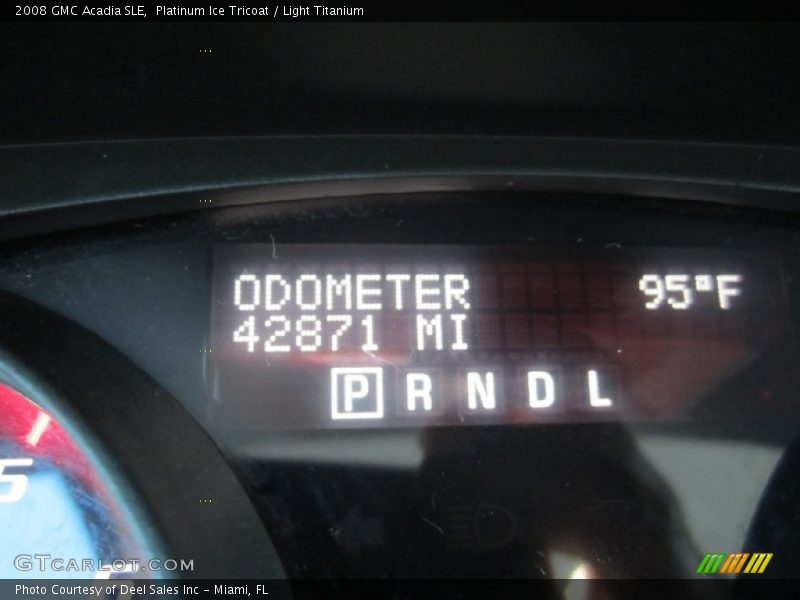 2008 GMC Acadia SLE,  Platinum Ice Tricoat / Light Titanium
ODOMETER 95°F
42871 MI
P R N D L
5
GTCARLOT.COM
Photo Courtesy of Deel Sales Inc - Miami, FL